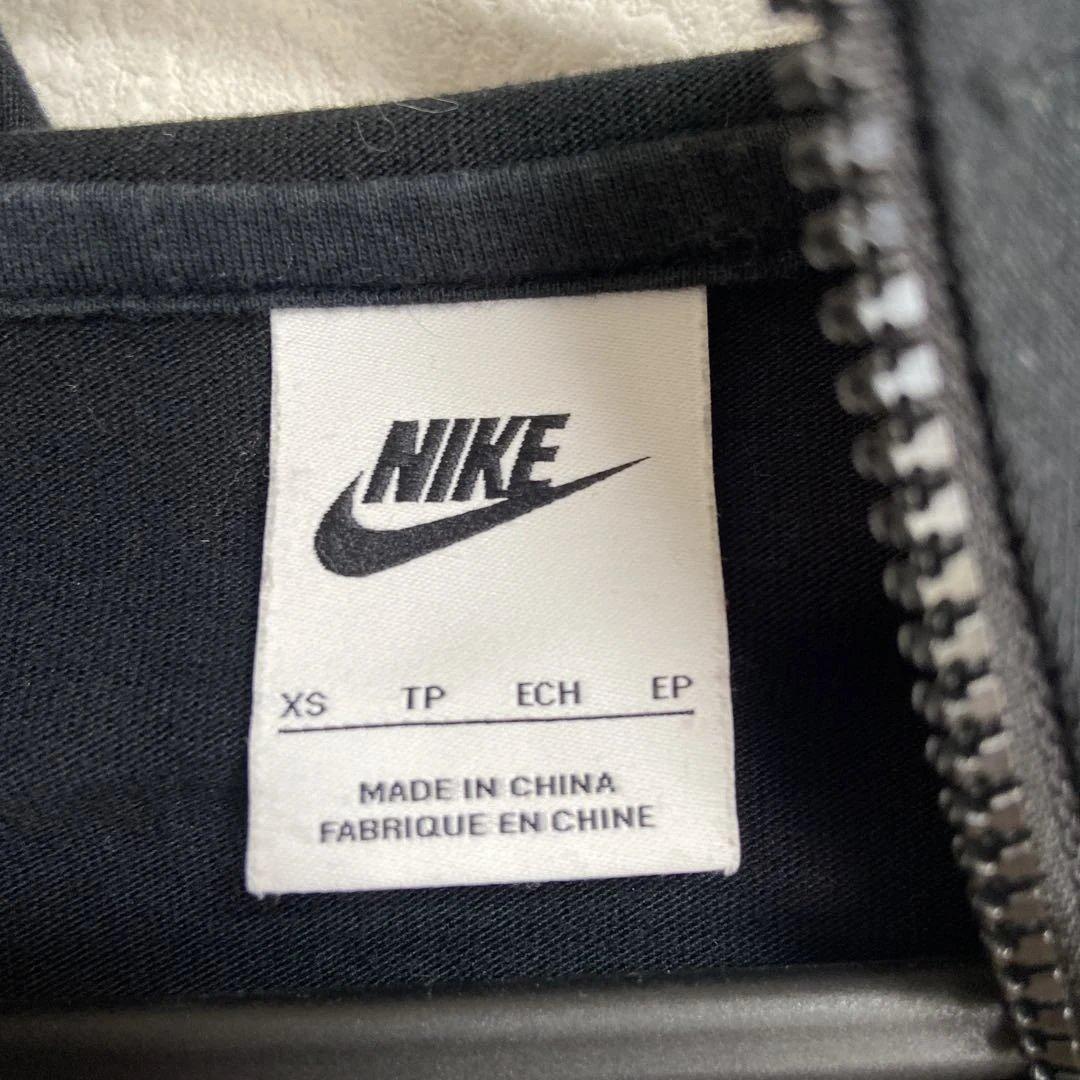 NIKE
XS TP ECH EP
MADE IN CHINA
FABRIQUE EN CHINE